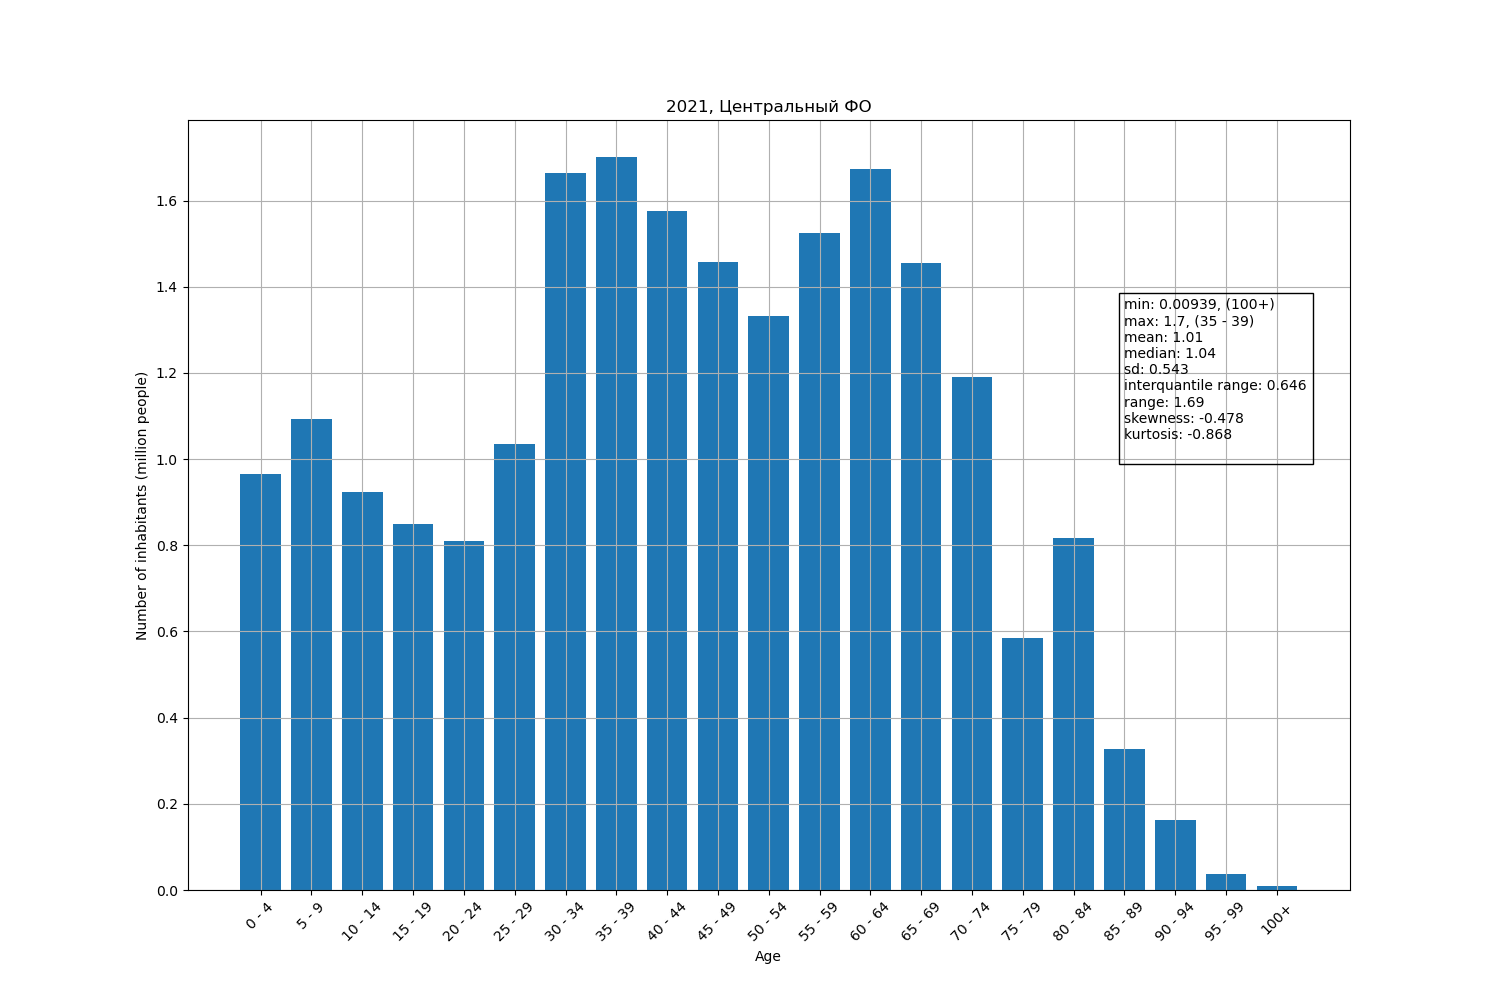 2021, Центральный ФО
Number of inhabitants (million people)
1.6
1.4
1.2
1.0
0.8
0.6
0.4
0.2
0.0
min: 0.00939, (100+)
max: 1.7, (35 - 39)
mean: 1.01
median: 1.04
sd: 0.543
interquantile range: 0.646
range: 1.69
skewness: -0.478
kurtosis: -0.868
0 - 4
5 - 9
10 - 14
15 - 19
20 - 24
25 - 29
30 - 34
35 - 39
40 - 44
45 - 49
50 - 54
55 - 59
60 - 64
65 - 69
70 - 74
75 - 79
80 - 84
85 - 89
90 - 94
95 - 99
100+
Age